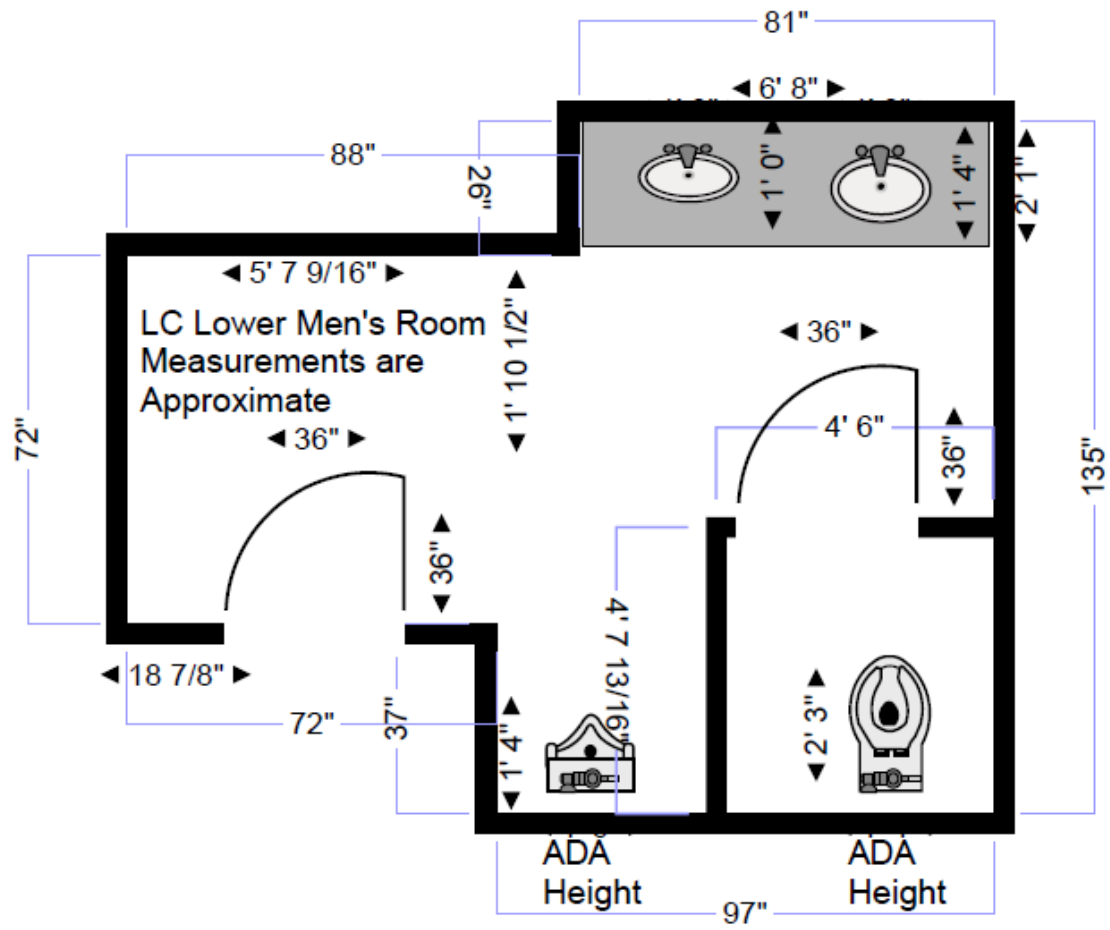 81"
6' 8"
88"
26"
1' 0"
1' 4"
2' 1"
5' 7 9/16"
LC Lower Men's Room
Measurements are
Approximate
1' 10 1/2"
36"
4' 6"
36"
72"
36"
135"
36"
4' 7 13/16"
18 7/8"
72"
37"
1' 4"
2' 3"
ADA
Height
ADA
Height
97"